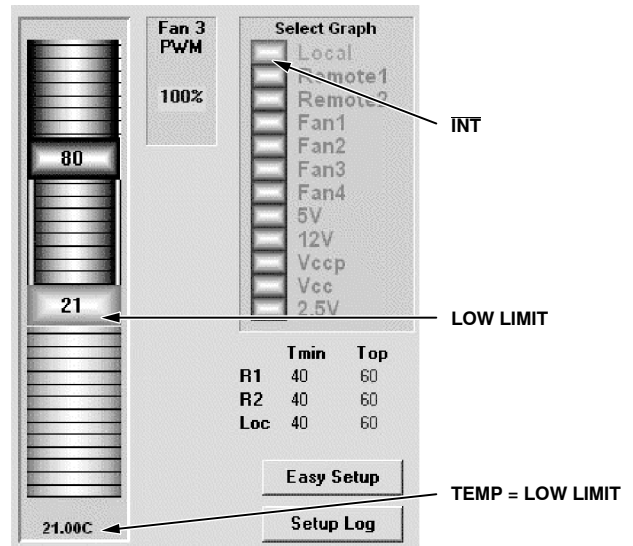 Fan 3
PWM
100%
Select Graph
Local
Remote1
Remote2
Fan1
Fan2
Fan3
Fan4
5V
12V
Vccp
Vcc
2.5V
INT
80
21
LOW LIMIT
Tmin Top
R1 40 60
R2 40 60
Loc 40 60
Easy Setup
Setup Log
TEMP = LOW LIMIT
21.00C